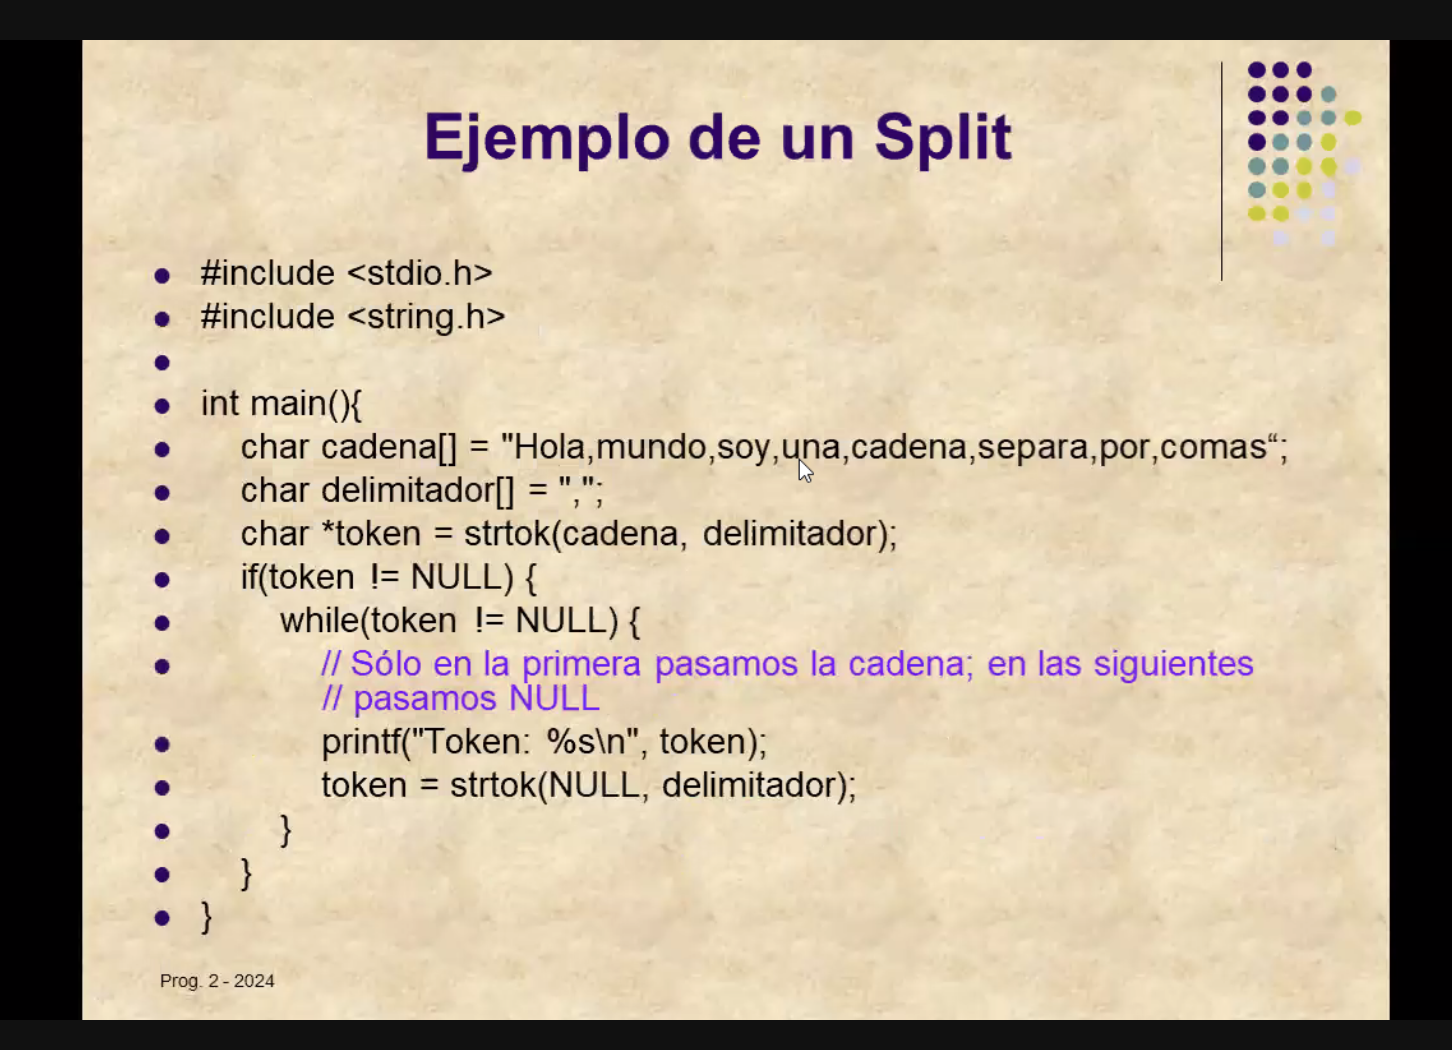 Ejemplo de un Split
#include <stdio.h>
#include <string.h>
int main(){
char cadena[] = "Hola,mundo,soy,una,cadena,separa,por,comas“;
char delimitador[] = ",";
char *token = strtok(cadena, delimitador);
if(token != NULL) {
while(token != NULL) {
// Sólo en la primera pasamos la cadena; en las siguientes
// pasamos NULL
printf("Token: %s\n", token);
token = strtok(NULL, delimitador);
}
}
}
Prog. 2 - 2024